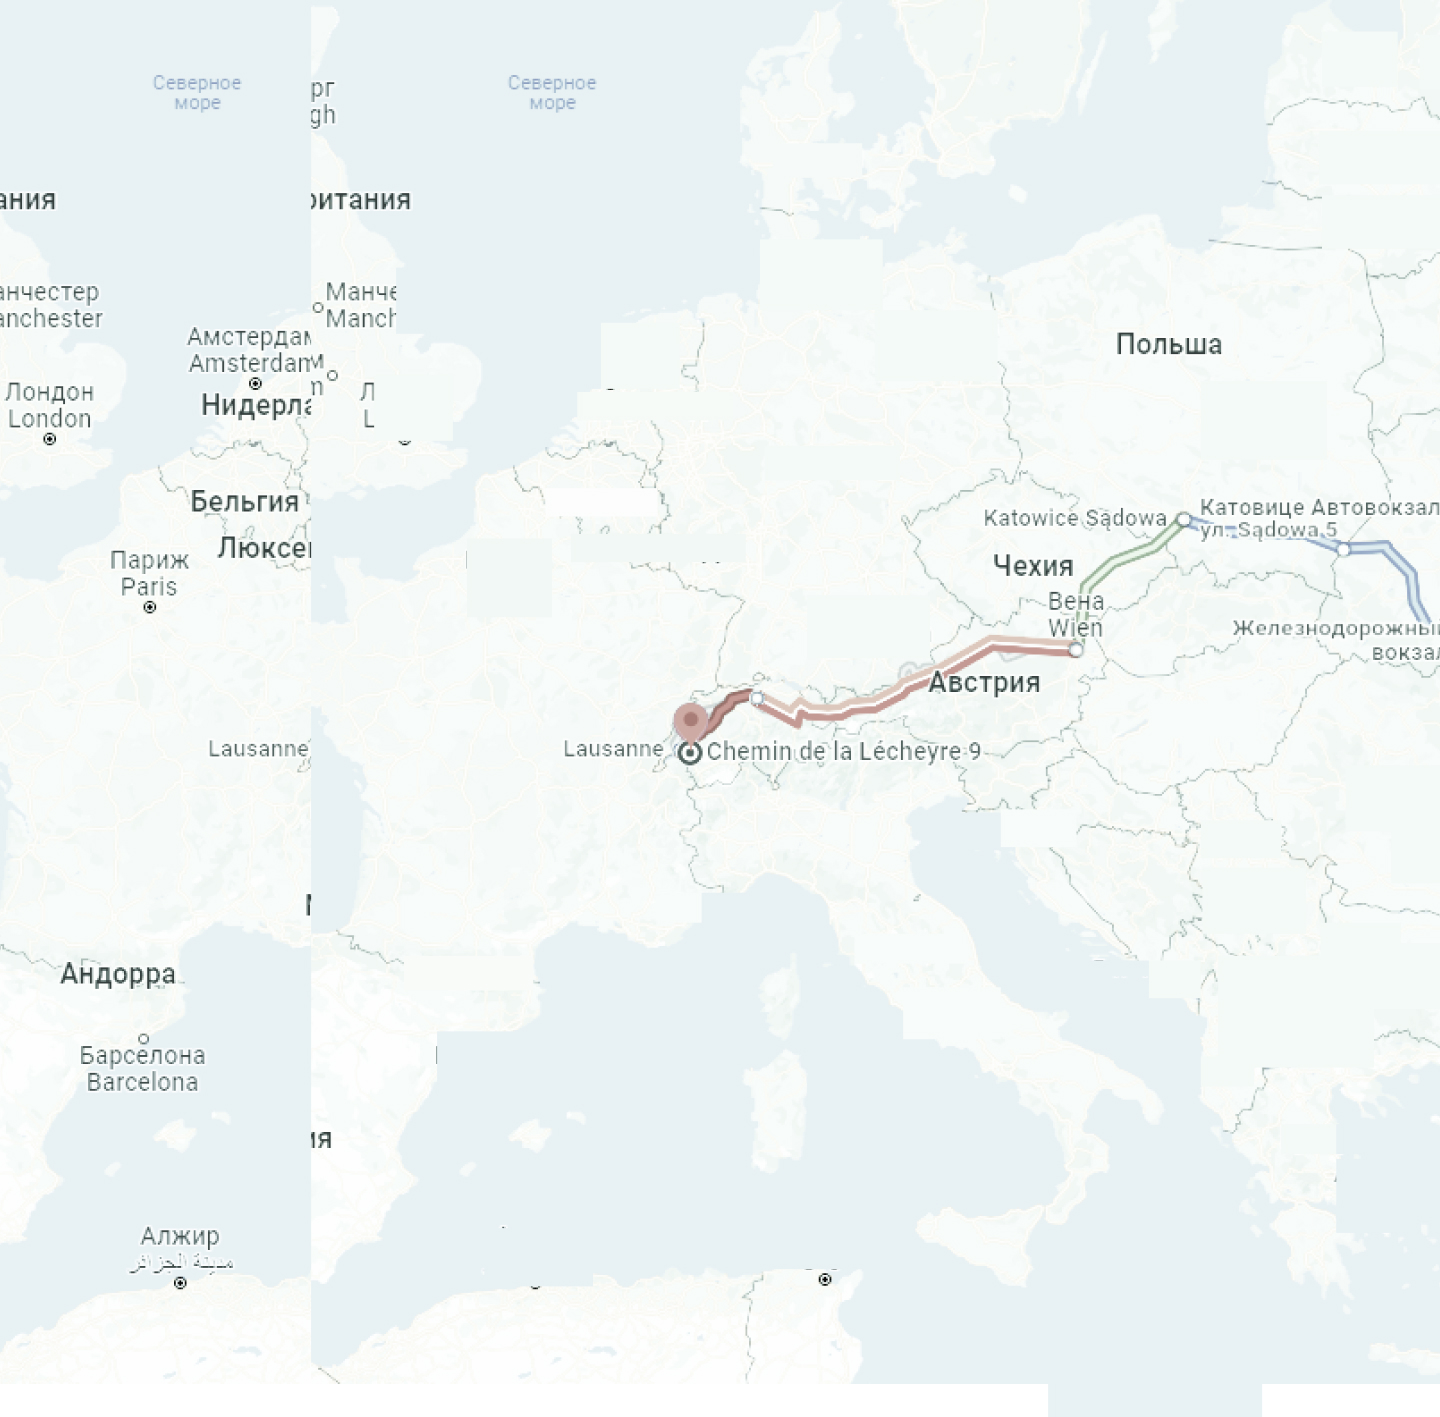 Северное
море
Северное
море
рг
gh
ания
ритания
анчестер
anchester
Манче
Manch
Амстердам
Amsterdam
Польша
Лондон
London
Нидерла
Л
L
Бельгия
Люксе
Париж
Paris
Katowice Sądowa
Катовице Автовокзал
ул. Sądowa 5
Чехия
Вена
Wien
Железнодорожный
вокзал
Австрия
Lausanne
Lausanne
Chemin de la Lécheyre 9
Андорра
Барселона
Barcelona
ия
Алжир
مدينة الجزائر